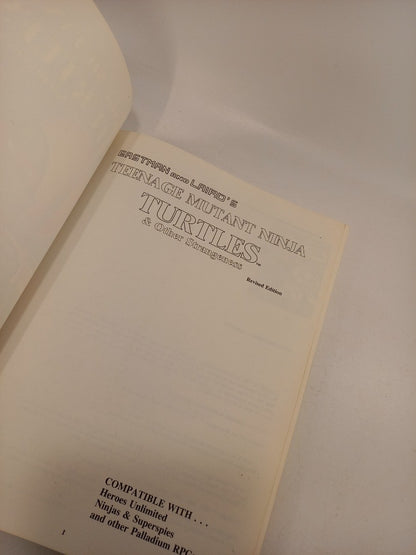 EASTMAN AND LAIRD'S
TEENAGE MUTANT NINJA
TURTLES™
& Other Strangeness
Revised Edition
COMPATIBLE WITH . . .
Heroes Unlimited
Ninjas & Superspies
and other Palladium RPG
1